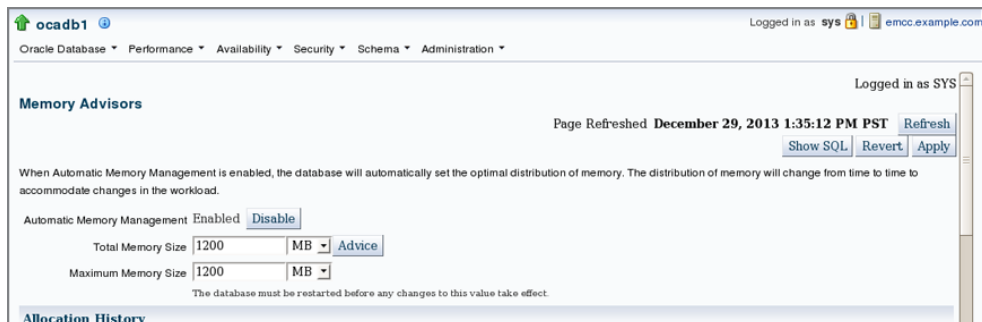 ocadb1
Logged in as sys emcc.example.com
Oracle Database Performance Availability Security Schema Administration
Logged in as SYS
Memory Advisors
Page Refreshed December 29, 2013 1:35:12 PM PST Refresh
Show SQL Revert Apply
When Automatic Memory Management is enabled, the database will automatically set the optimal distribution of memory. The distribution of memory will change from time to time to
accommodate changes in the workload.
Automatic Memory Management Enabled Disable
Total Memory Size 1200 MB Advice
Maximum Memory Size 1200 MB
The database must be restarted before any changes to this value take effect.
Allocation History